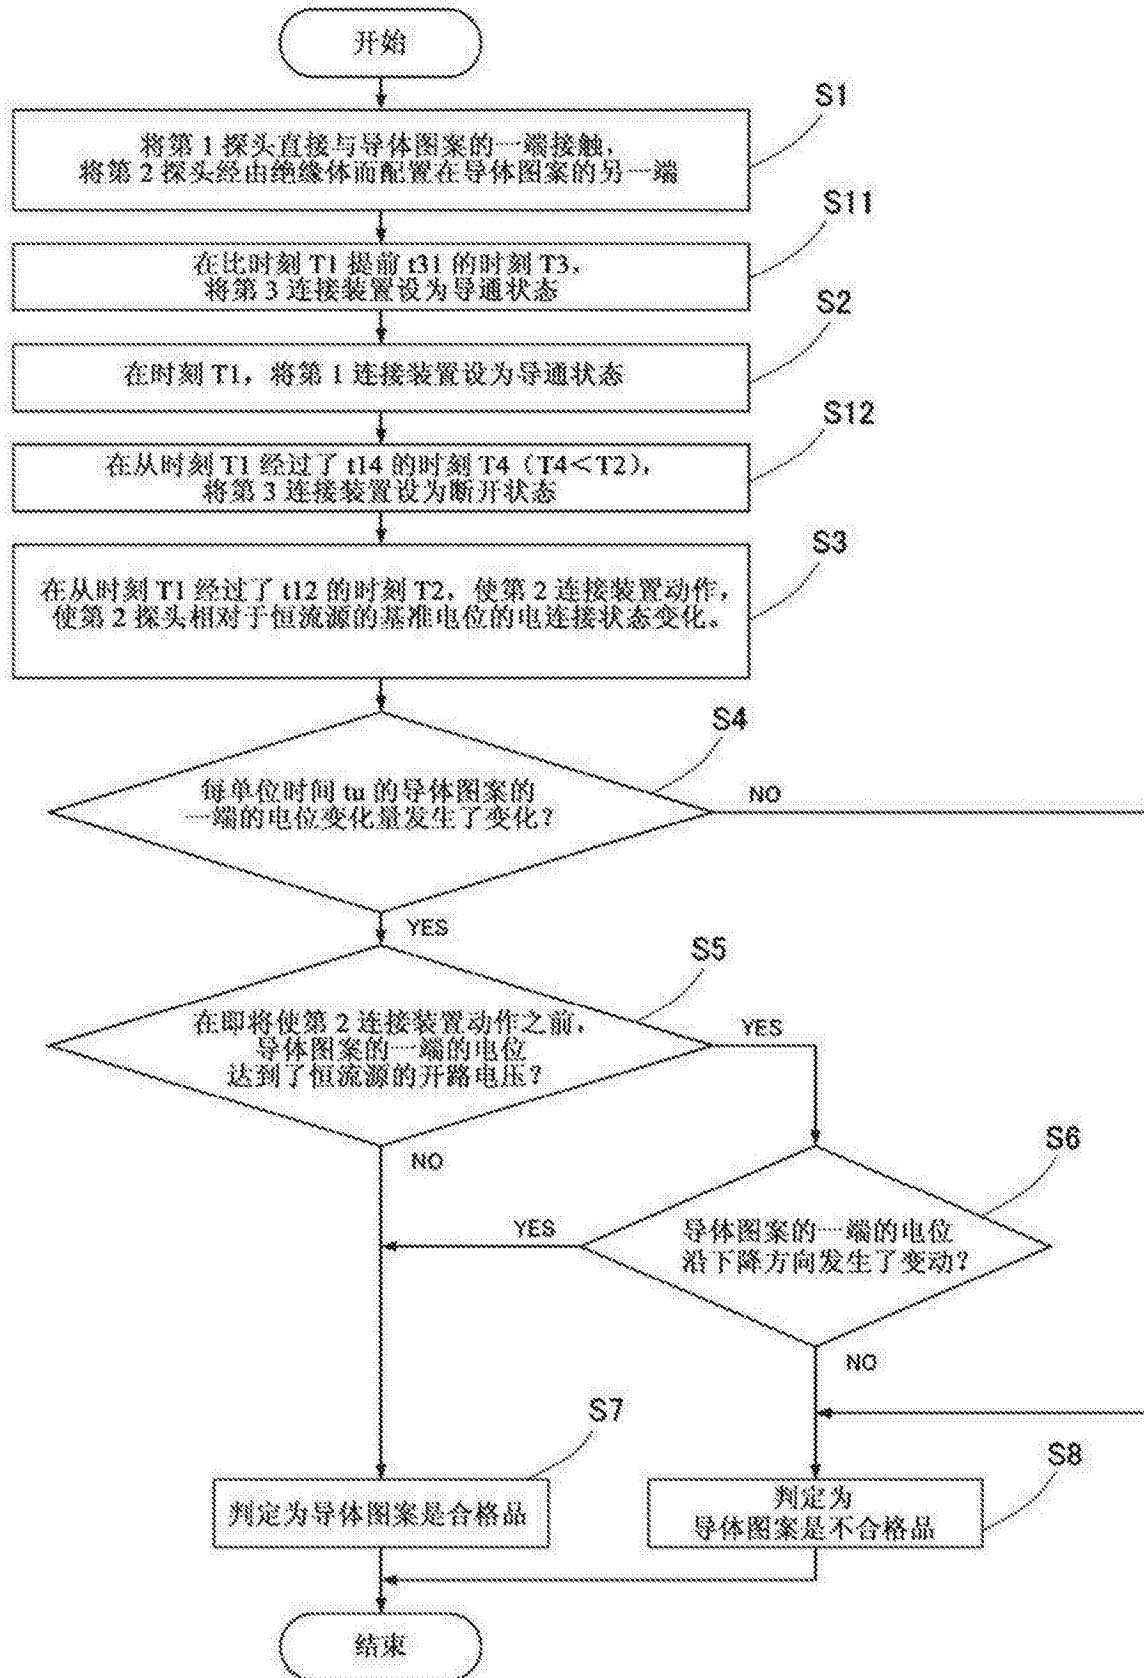 开始
S1
将第1探头直接与导体图案的一端接触,
将第2探头经由绝缘体而配置在导体图案的另一端
S11
在比时刻T1提前t31的时刻T3,
将第3连接装置设为导通状态
S2
在时刻T1，将第1连接装置设为导通状态
S12
在从时刻T1经过了t14的时刻T4（T4＜T2）,
将第3连接装置设为断开状态
S3
在从时刻T1经过了t12的时刻T2，使第2连接装置动作，
使第2探头相对于恒流源的基准电位的电连接状态变化。
S4
每单位时间tu的导体图案的
一端的电位变化量发生了变化？
NO
YES
S5
在即将使第2连接装置动作之前,
导体图案的一端的电位
达到了恒流源的开路电压？
YES
NO
S6
导体图案的一端的电位
沿下降方向发生了变动？
YES
NO
S7
判定为导体图案是合格品
S8
判定为
导体图案是不合格品
结束